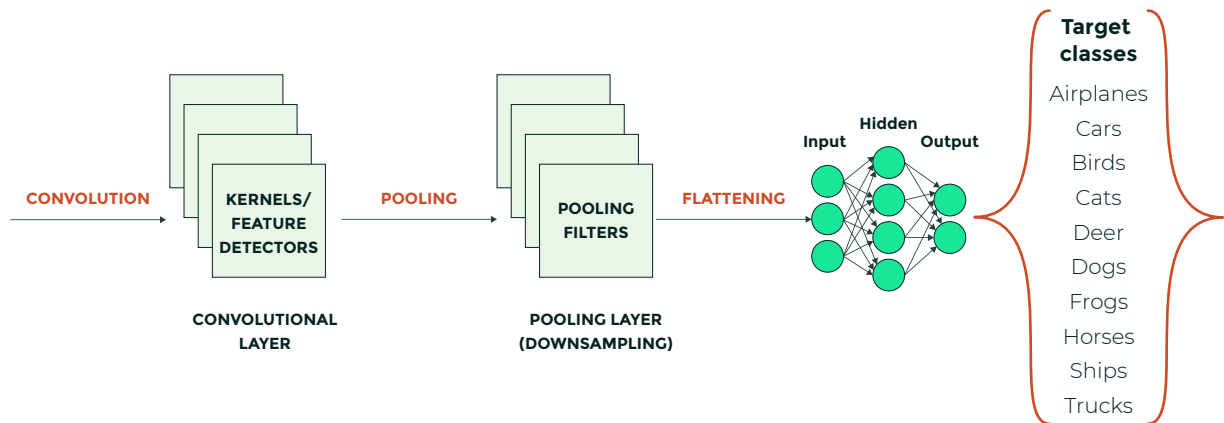 CONVOLUTION
KERNELS/
FEATURE
DETECTORS
CONVOLUTIONAL
LAYER
POOLING
POOLING
FILTERS
POOLING LAYER
(DOWNSAMPLING)
FLATTENING
Input
Hidden
Output
Target
classes
Airplanes
Cars
Birds
Cats
Deer
Dogs
Frogs
Horses
Ships
Trucks